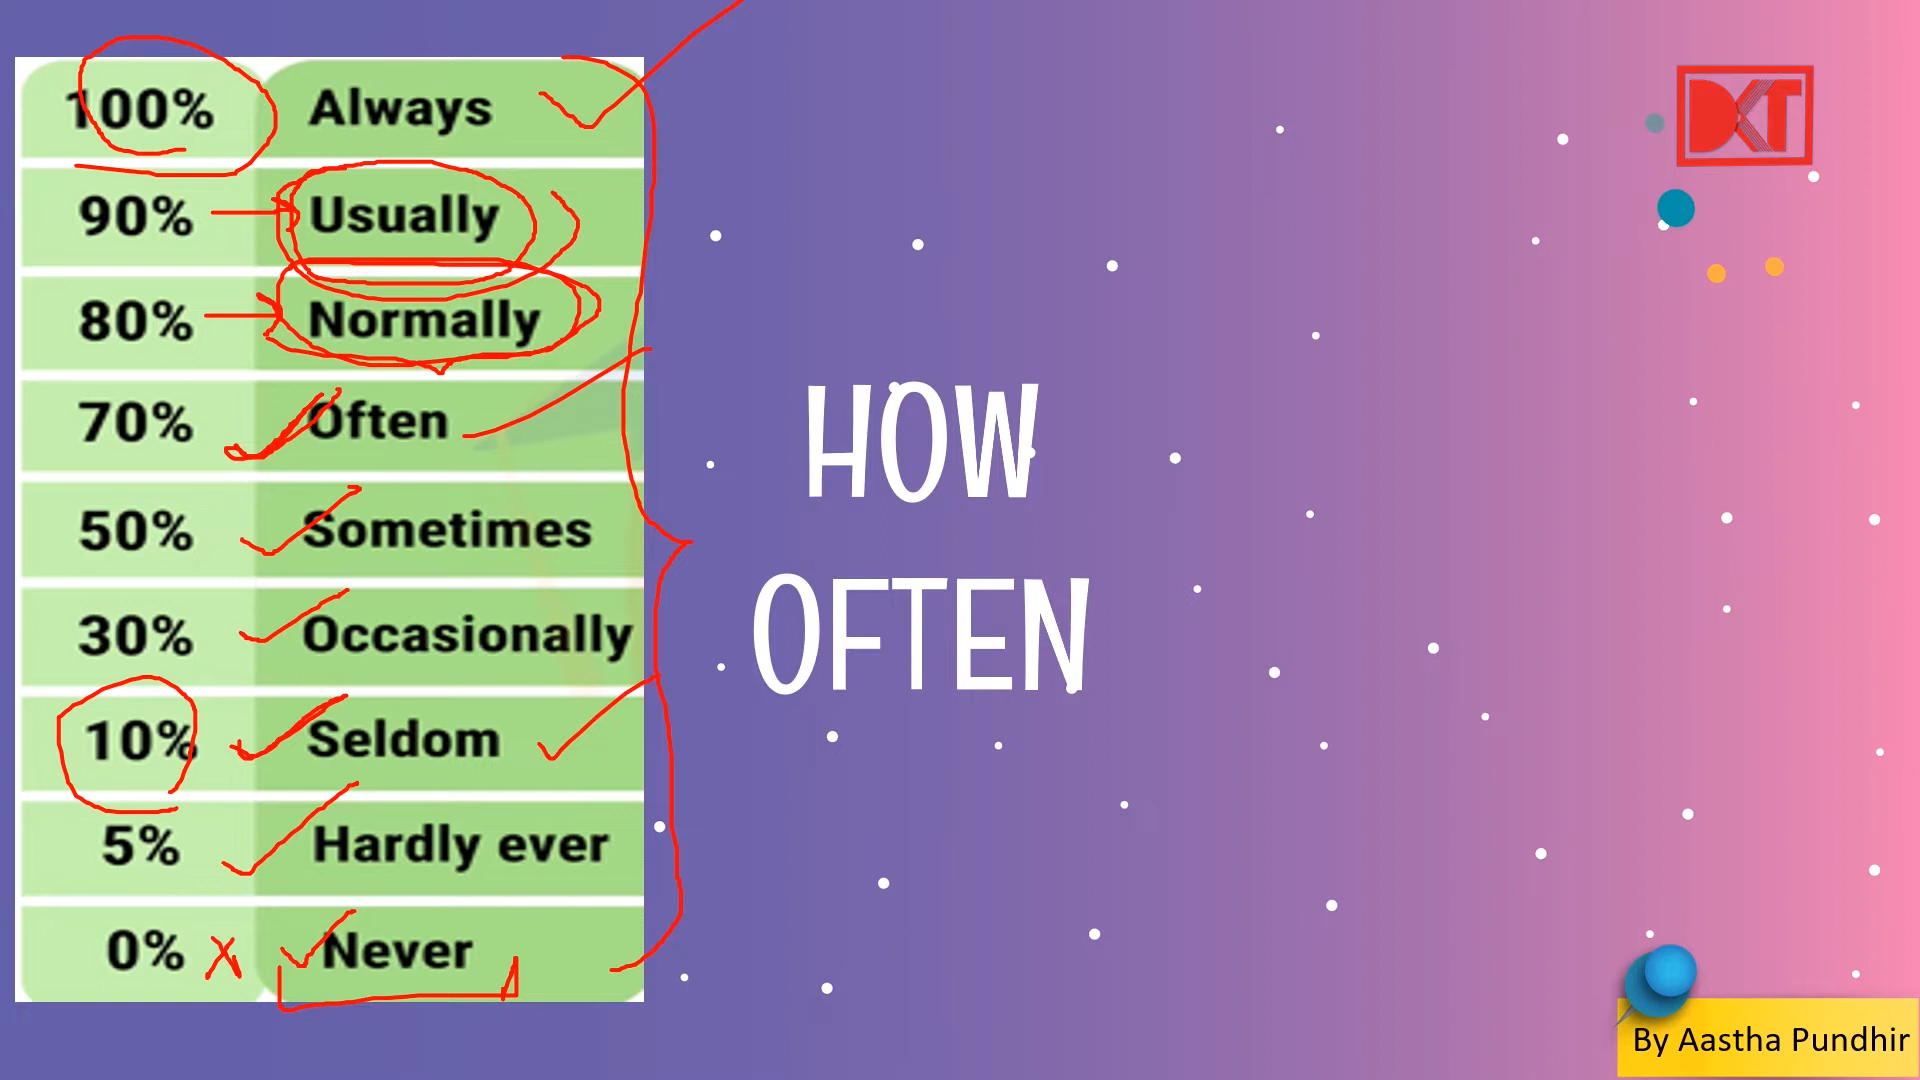 100% Always
90% Usually
80% Normally
70% Often
50% Sometimes
30% Occasionally
10% Seldom
5% Hardly ever
0% Never
HOW
OFTEN
DKT
By Aastha Pundhir